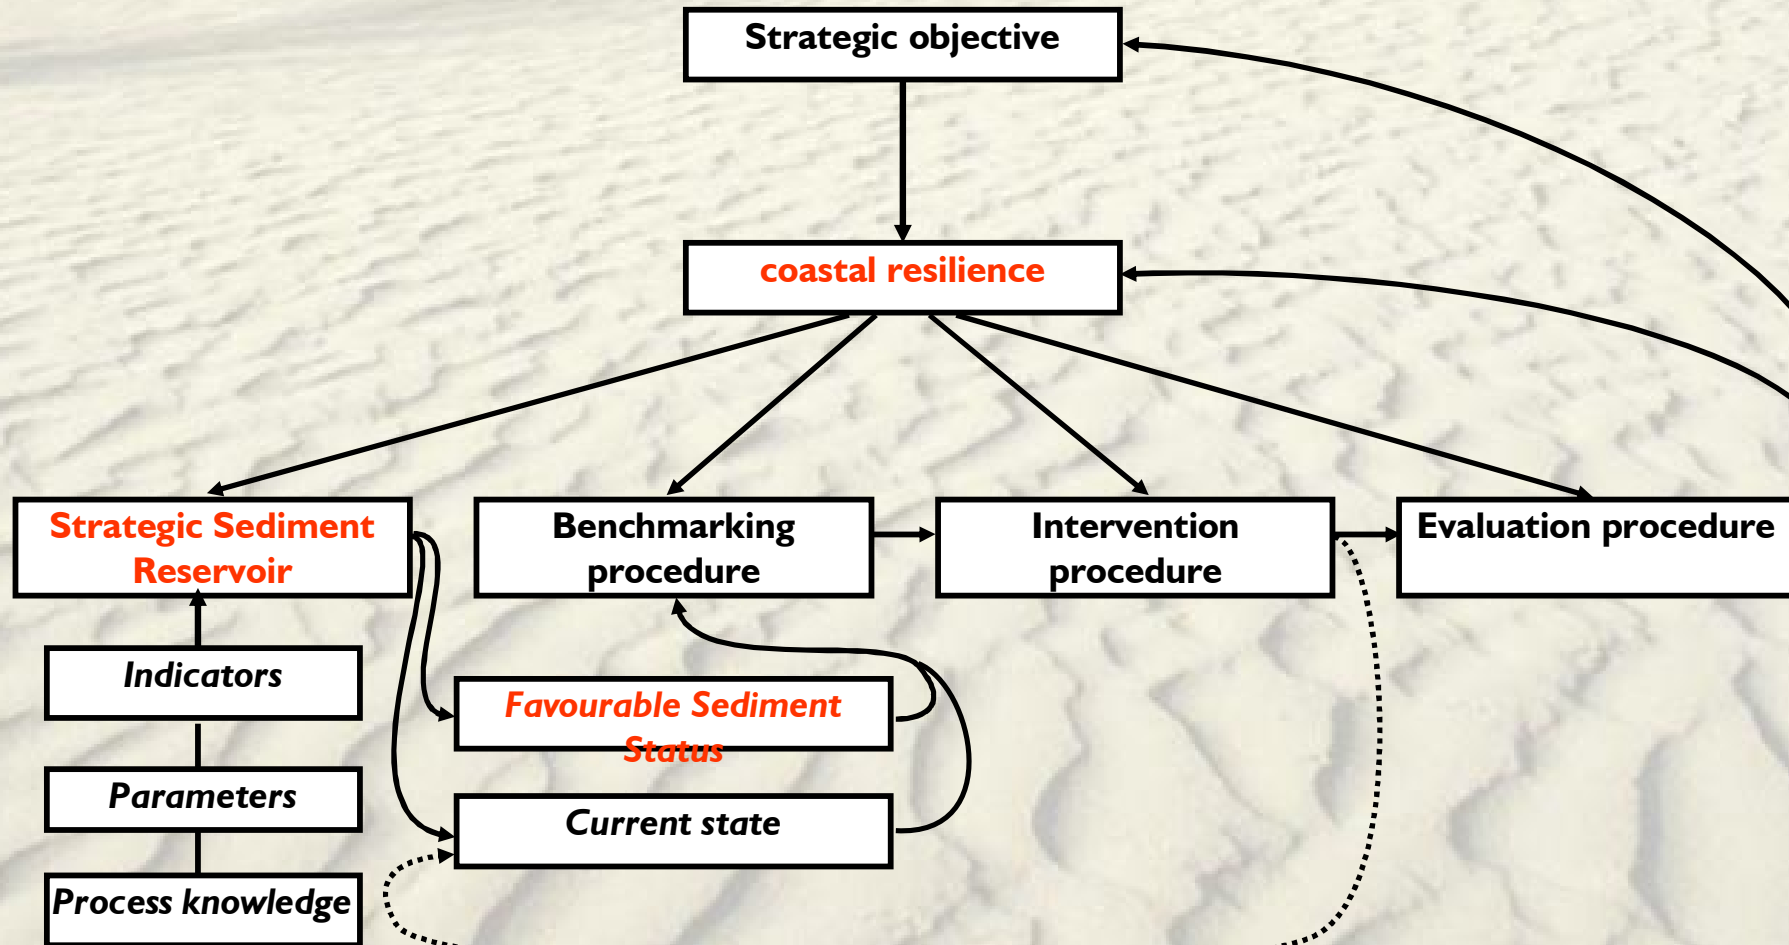 Strategic objective
coastal resilience
Strategic Sediment
Reservoir
Benchmarking
procedure
Intervention
procedure
Evaluation procedure
Indicators
Favourable Sediment
Status
Parameters
Current state
Process knowledge